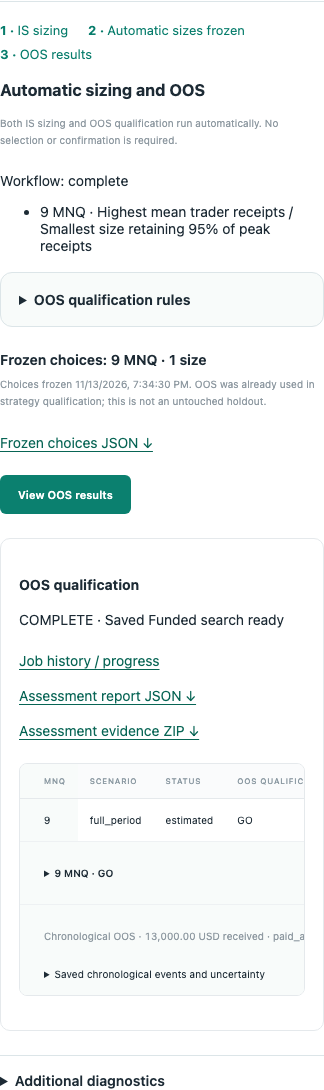 1 · IS sizing 2 · Automatic sizes frozen
3 · OOS results
Automatic sizing and OOS
Both IS sizing and OOS qualification run automatically. No
selection or confirmation is required.
Workflow: complete
• 9 MNQ · Highest mean trader receipts /
Smallest size retaining 95% of peak
receipts
▶ OOS qualification rules
Frozen choices: 9 MNQ · 1 size
Choices frozen 11/13/2026, 7:34:30 PM. OOS was already used in
strategy qualification; this is not an untouched holdout.
Frozen choices JSON ↓
View OOS results
OOS qualification
COMPLETE · Saved Funded search ready
Job history / progress
Assessment report JSON ↓
Assessment evidence ZIP ↓
MNQ SCENARIO STATUS OOS QUALIFIC
9 full_period estimated GO
▶ 9 MNQ · GO
Chronological OOS · 13,000.00 USD received · paid_a
▶ Saved chronological events and uncertainty
▶ Additional diagnostics